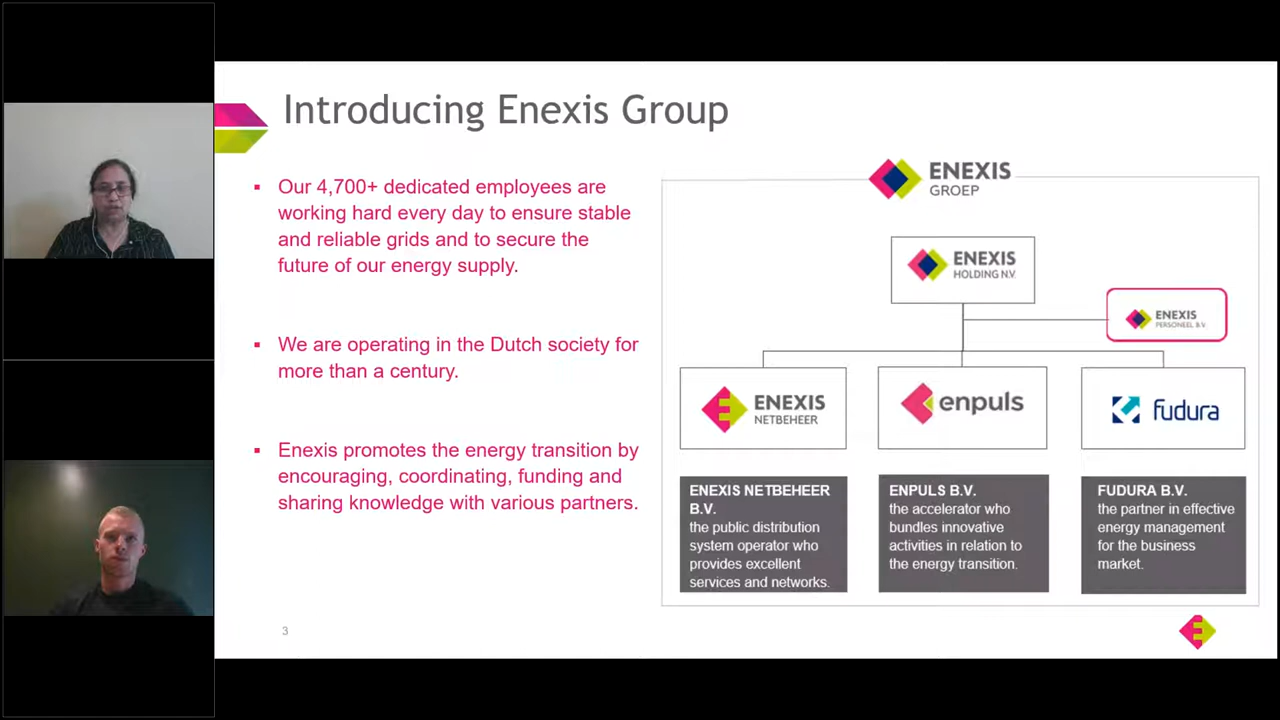 Introducing Enexis Group
▪ Our 4,700+ dedicated employees are
working hard every day to ensure stable
and reliable grids and to secure the
future of our energy supply.
▪ We are operating in the Dutch society for
more than a century.
▪ Enexis promotes the energy transition by
encouraging, coordinating, funding and
sharing knowledge with various partners.
ENEXIS
GROEP
ENEXIS
HOLDING N.V.
ENEXIS
PERSONEEL B.V.
ENEXIS
NETBEHEER
enpuls
fudura
ENEXIS NETBEHEER
B.V.
the public distribution
system operator who
provides excellent
services and networks.
ENPULS B.V.
the accelerator who
bundles innovative
activities in relation to
the energy transition.
FUDURA B.V.
the partner in effective
energy management
for the business
market.
3